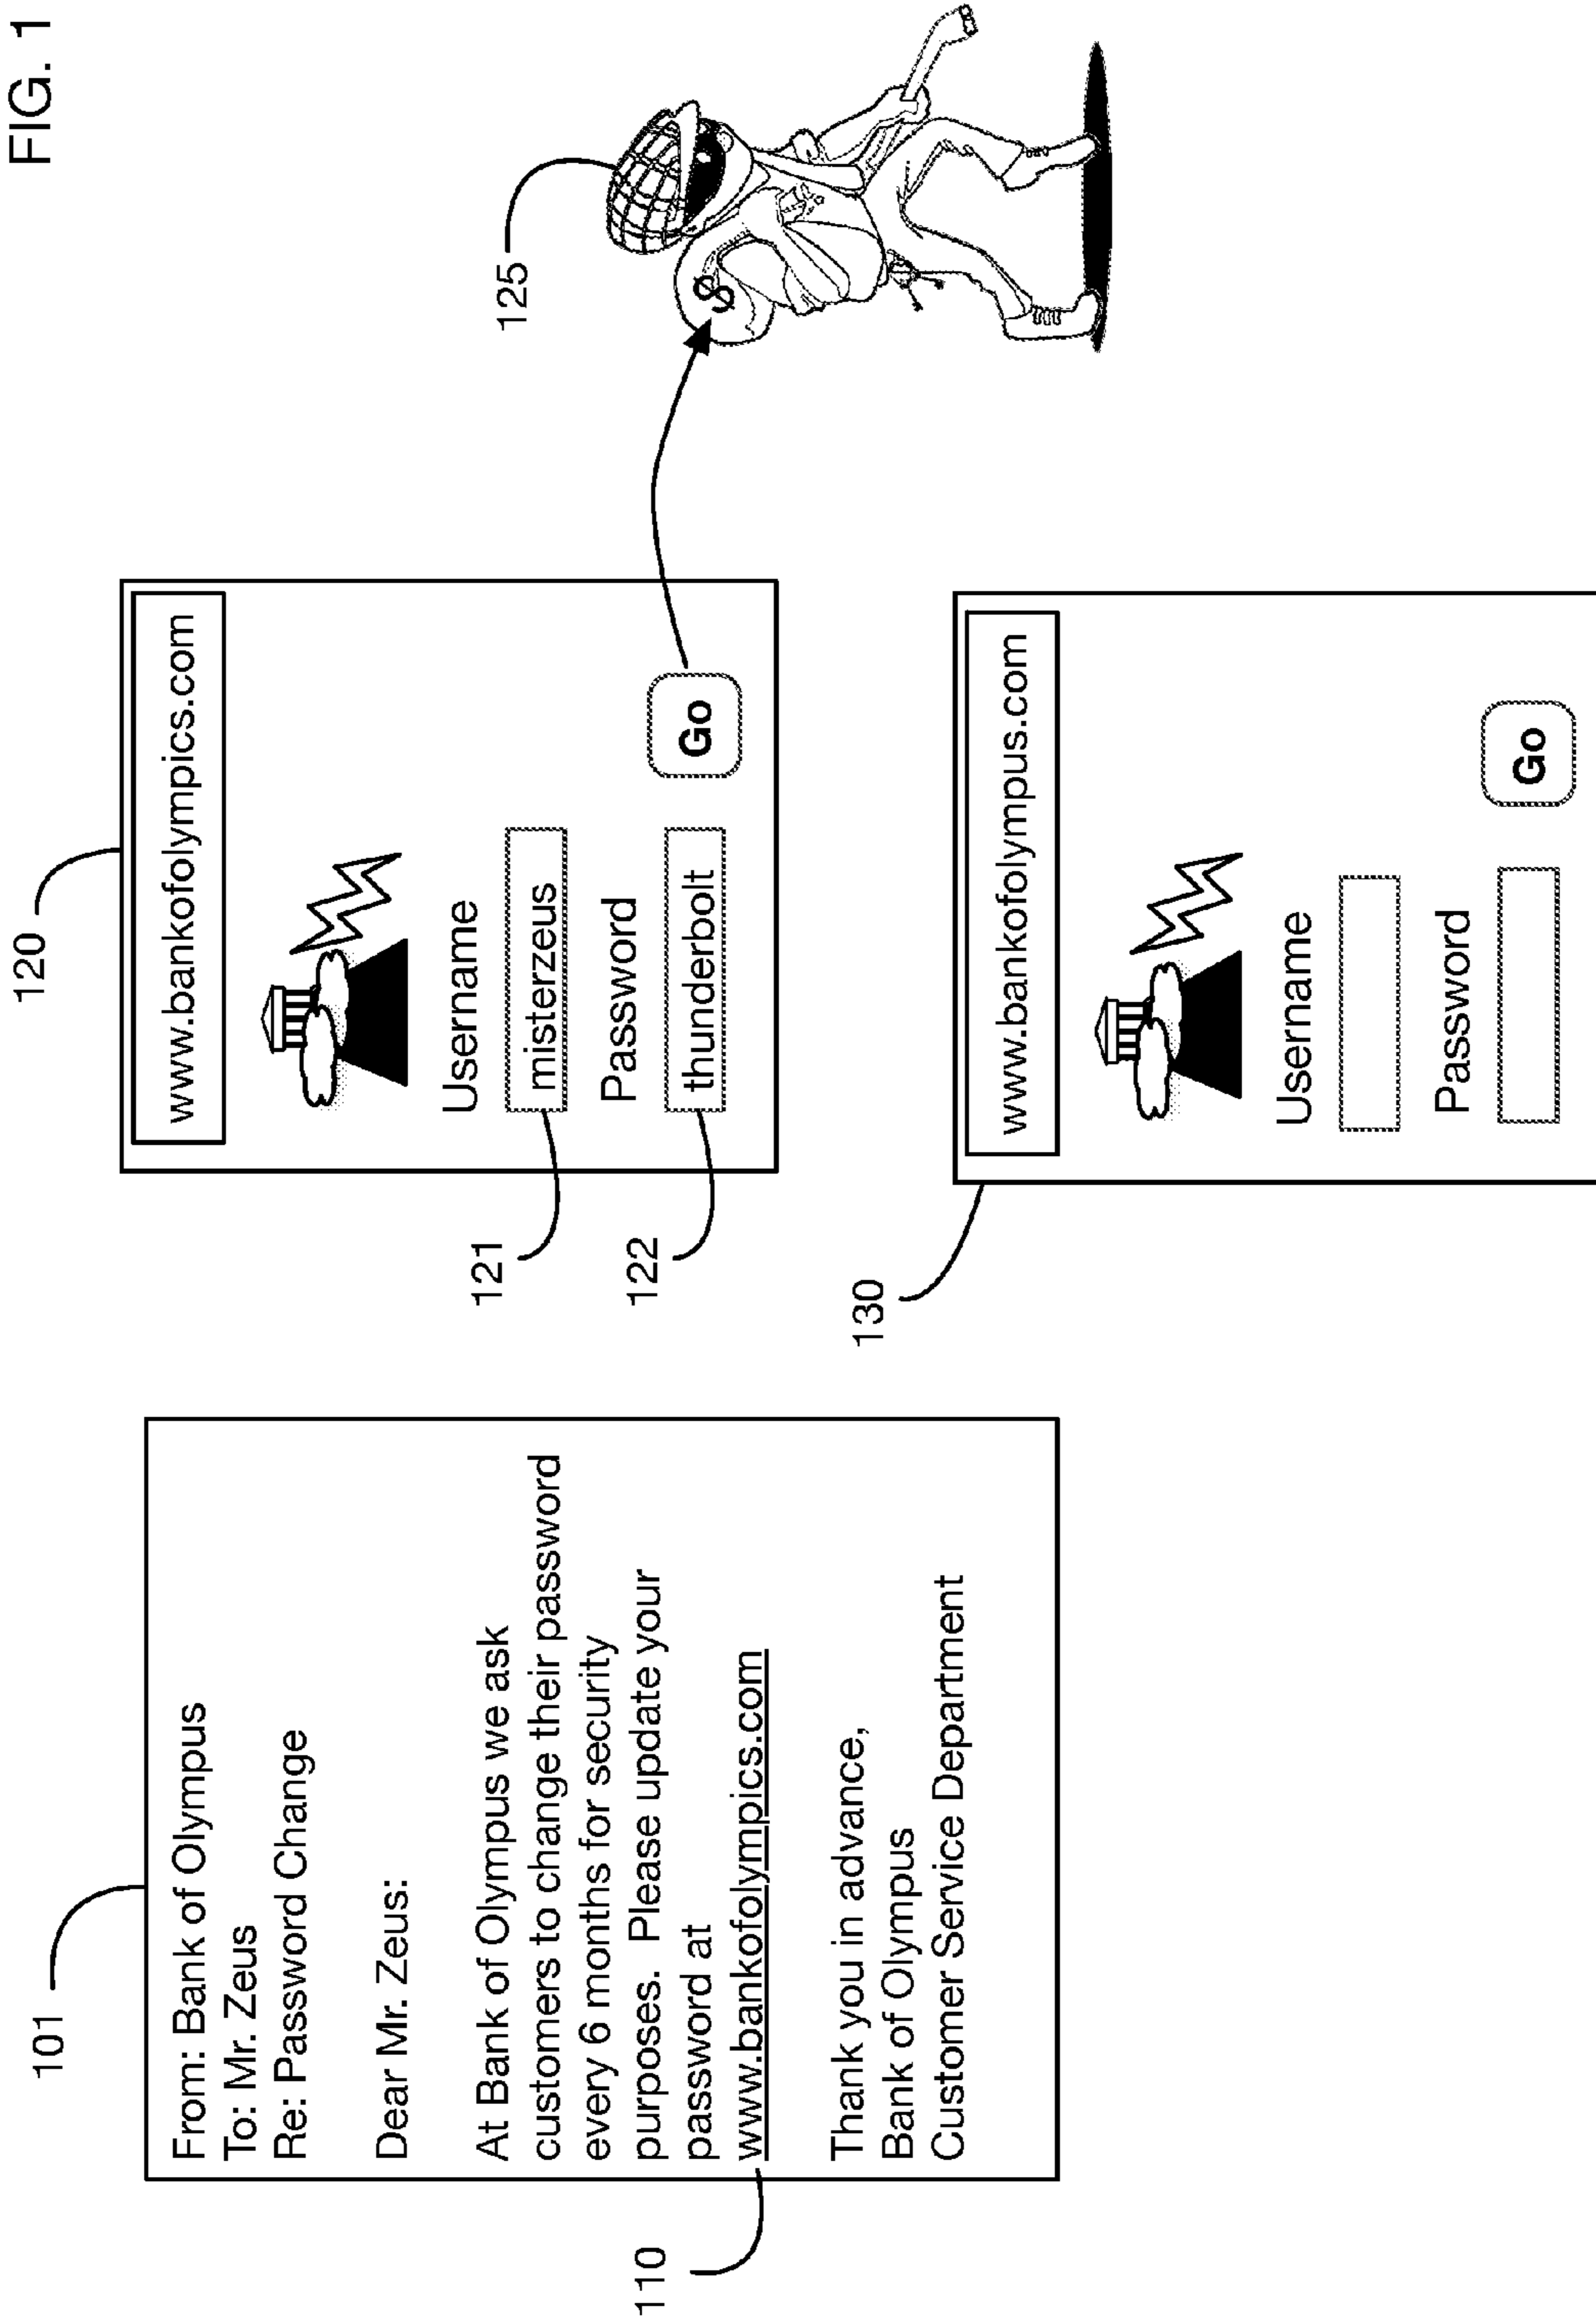 FIG. 1
101
From: Bank of Olympus
To: Mr. Zeus
Re: Password Change
Dear Mr. Zeus:
At Bank of Olympus we ask
customers to change their password
every 6 months for security
purposes.  Please update your
password at
www.bankofolympics.com
110
Thank you in advance,
Bank of Olympus
Customer Service Department
120
www.bankofolympics.com
Username
121
misterzeus
Password
122
thunderbolt
Go
125
$
130
www.bankofolympus.com
Username
Password
Go